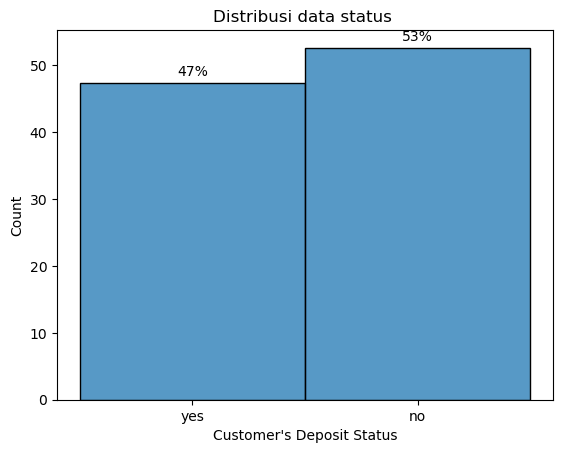 Distribusi data status
53%
47%
50
40
30
20
10
0
Count
yes no
Customer's Deposit Status